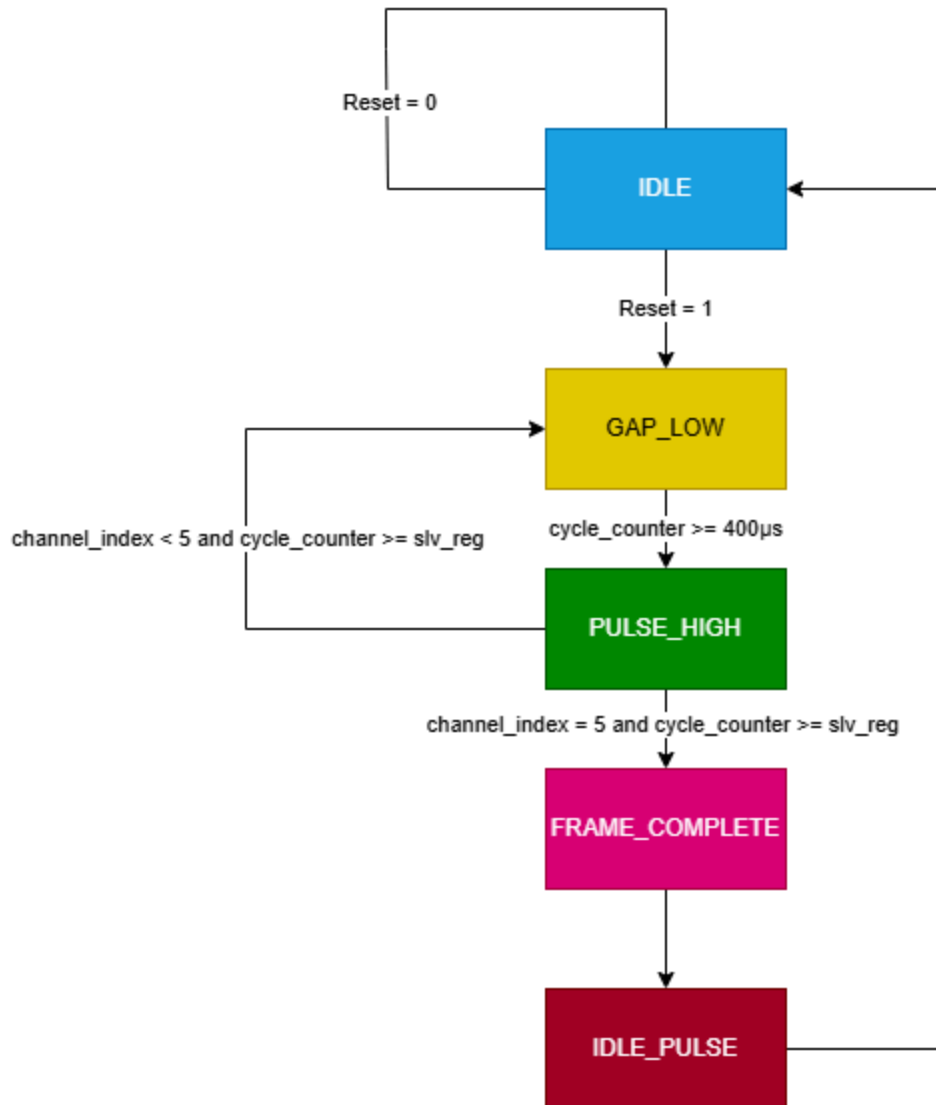 Reset = 0
IDLE
Reset = 1
GAP_LOW
channel_index < 5 and cycle_counter >= slv_reg
cycle_counter >= 400µs
PULSE_HIGH
channel_index = 5 and cycle_counter >= slv_reg
FRAME_COMPLETE
IDLE_PULSE